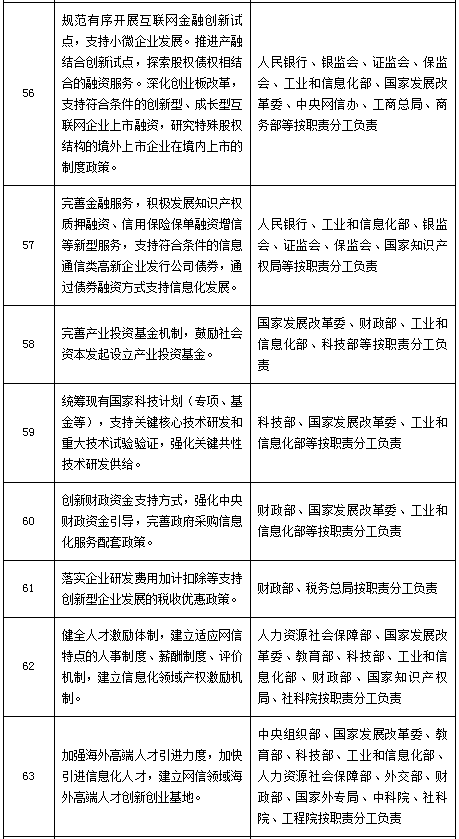 56
规范有序开展互联网金融创新试
点，支持小微企业发展。推进产融
结合创新试点，探索股权债权相结
合的融资服务。深化创业板改革，
支持符合条件的创新型、成长型互
联网企业上市融资，研究特殊股权
结构的境外上市企业在境内上市的
制度政策。
人民银行、银监会、证监会、保监
会、工业和信息化部、国家发展改
革委、中央网信办、工商总局、商
务部等按职责分工负责
57
完善金融服务，积极发展知识产权
质押融资、信用保险保单融资增信
等新型服务，支持符合条件的信息
通信类高新企业发行公司债券，通
过债券融资方式支持信息化发展。
人民银行、工业和信息化部、银监
会、证监会、保监会、国家知识产
权局等按职责分工负责
58
完善产业投资基金机制，鼓励社会
资本发起设立产业投资基金。
国家发展改革委、财政部、工业和
信息化部、科技部等按职责分工负
责
59
统筹现有国家科技计划（专项、基
金等），支持关键核心技术研发和
重大技术试验验证，强化关键共性
技术研发供给。
科技部、国家发展改革委、工业和
信息化部等按职责分工负责
60
创新财政资金支持方式，强化中央
财政资金引导，完善政府采购信息
化服务配套政策。
财政部、国家发展改革委、工业和
信息化部等按职责分工负责
61
落实企业研发费用加计扣除等支持
创新型企业发展的税收优惠政策。
财政部、税务总局按职责分工负责
62
健全人才激励体制，建立适应网信
特点的人事制度、薪酬制度、评价
机制，建立信息化领域产权激励机
制。
人力资源社会保障部、国家发展改
革委、教育部、科技部、工业和信
息化部、财政部、国家知识产权
局、社科院按职责分工负责
63
加强海外高端人才引进力度，加快
引进信息化人才，建立网信领域海
外高端人才创新创业基地。
中央组织部、国家发展改革委、教
育部、科技部、工业和信息化部、
人力资源社会保障部、外交部、财
政部、国家外专局、中科院、社科
院、工程院按职责分工负责